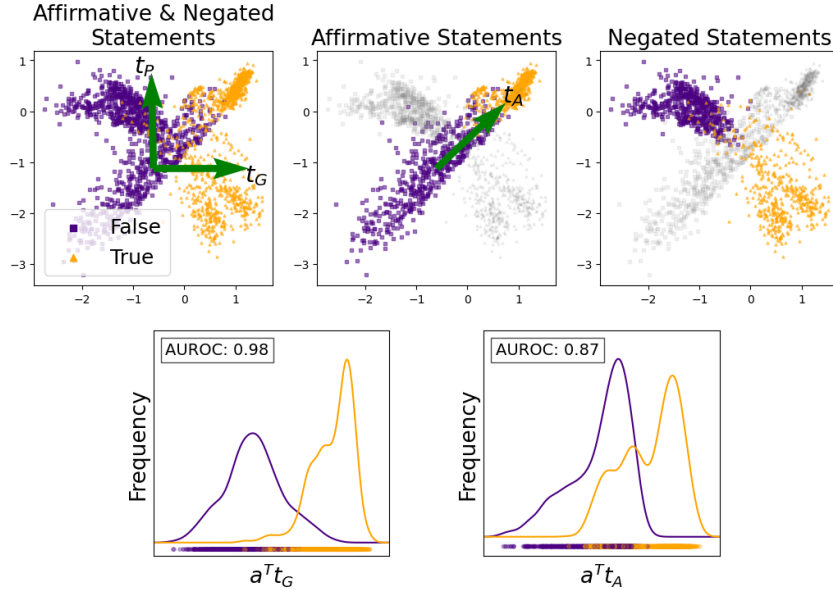 Affirmative & Negated
Statements
Affirmative Statements
Negated Statements
1
0
−1
−2
−3
t_P
t_G
False
True
−2
−1
0
1
1
0
−1
−2
−3
t_A
−2
−1
0
1
1
0
−1
−2
−3
−2
−1
0
1
AUROC: 0.98
Frequency
a^T t_G
AUROC: 0.87
Frequency
a^T t_A